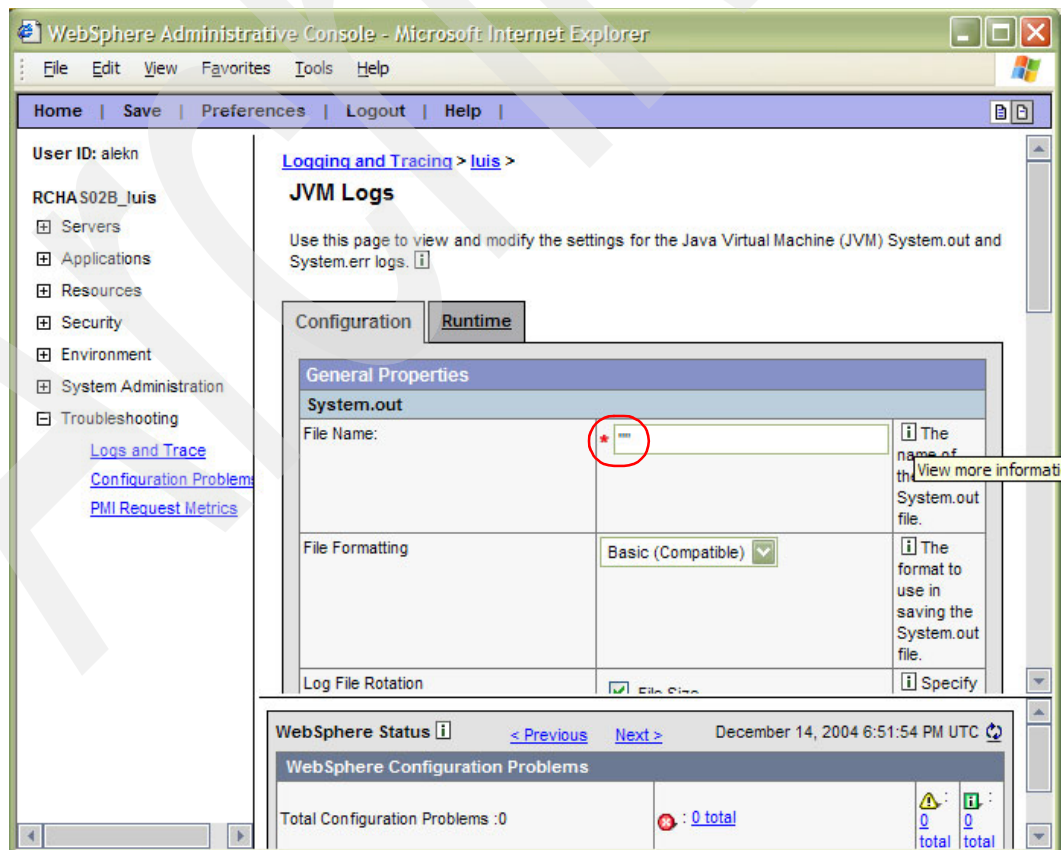 WebSphere Administrative Console - Microsoft Internet Explorer
File Edit View Favorites Tools Help
Home | Save | Preferences | Logout | Help |
User ID: alekn
RCHAS02B_luis
Servers
Applications
Resources
Security
Environment
System Administration
Troubleshooting
Logs and Trace
Configuration Problems
PMI Request Metrics
Logging and Tracing > luis >
JVM Logs
Use this page to view and modify the settings for the Java Virtual Machine (JVM) System.out and
System.err logs. i
Configuration Runtime
General Properties
System.out
File Name:
* ""
i The
name of
the
System.out
file.
View more informati
File Formatting
Basic (Compatible)
i The
format to
use in
saving the
System.out
file.
Log File Rotation
File Size
i Specify
WebSphere Status i < Previous Next > December 14, 2004 6:51:54 PM UTC
WebSphere Configuration Problems
Total Configuration Problems :0
: 0 total
:
0
total
:
0
total